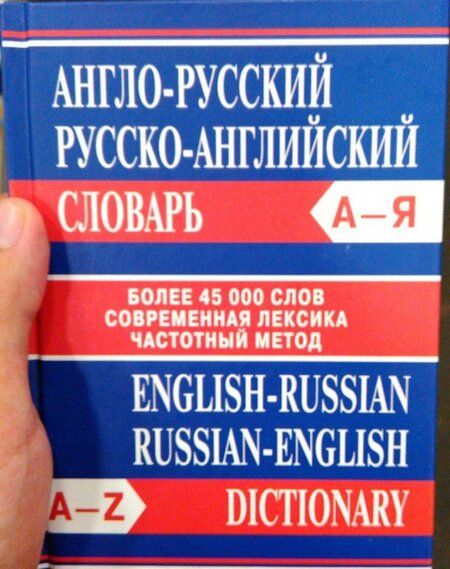 АНГЛО-РУССКИЙ
РУССКО-АНГЛИЙСКИЙ
СЛОВАРЬ А—Я
БОЛЕЕ 45 000 СЛОВ
СОВРЕМЕННАЯ ЛЕКСИКА
ЧАСТОТНЫЙ МЕТОД
ENGLISH-RUSSIAN
RUSSIAN-ENGLISH
A—Z DICTIONARY